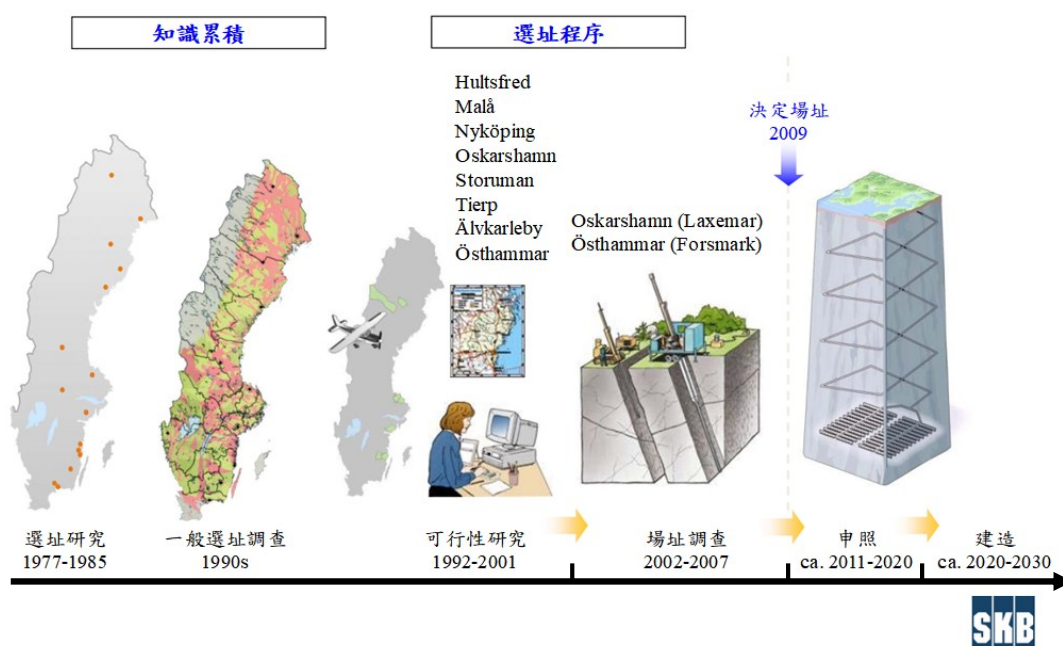 知識累積
選址程序
Hultsfred
Malå
Nyköping
Oskarshamn
Storuman
Tierp
Älvkarleby
Östhammar
Oskarshamn (Laxemar)
Östhammar (Forsmark)
決定場址
2009
選址研究
1977-1985
一般選址調查
1990s
可行性研究
1992-2001
場址調查
2002-2007
申照
ca. 2011-2020
建造
ca. 2020-2030
SKB